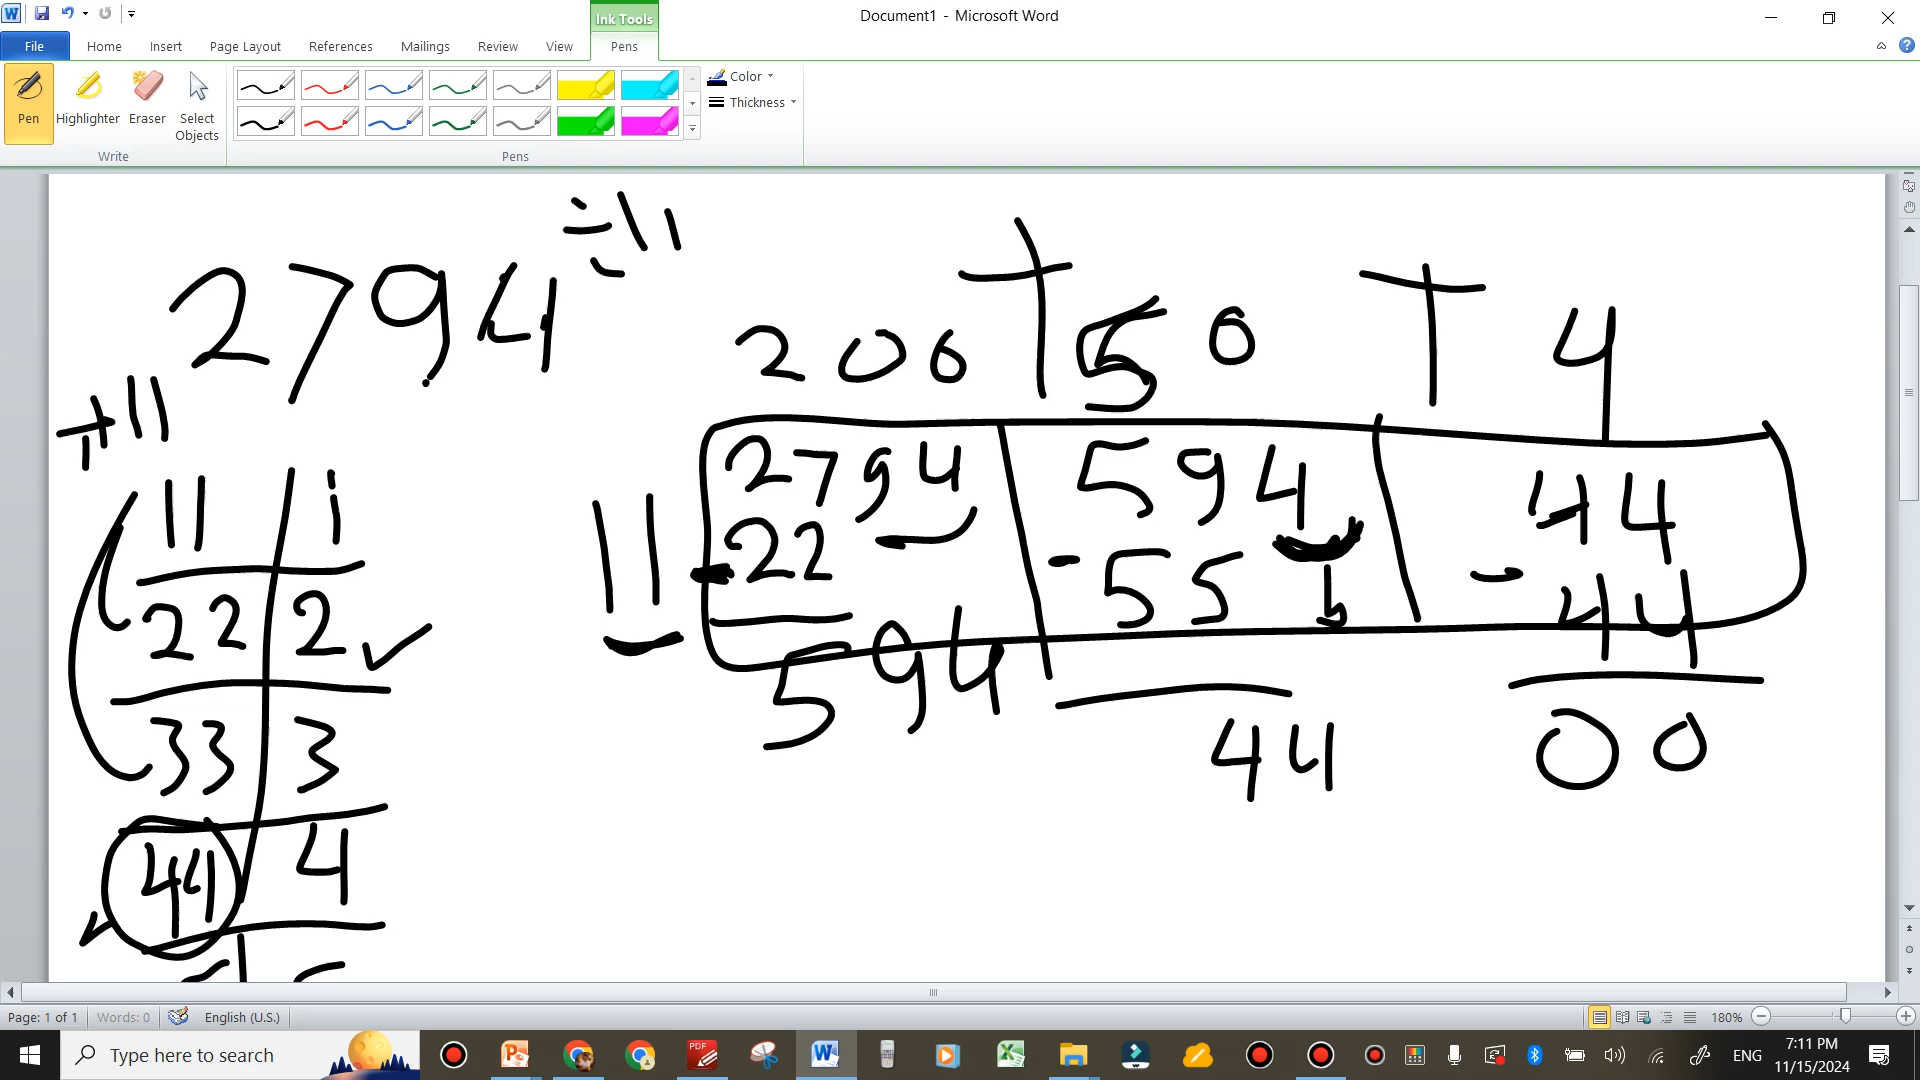 Document1 - Microsoft Word
Ink Tools
File Home Insert Page Layout References Mailings Review View Pens
Pen Highlighter Eraser Select Objects
Color
Thickness
Write Pens
2794 ÷11
200 + 50 + 4
+11
11 | 2794 | 594 | 44
-22 | -55↓ | -44
594 | 44 | 00
11 | 1
22 | 2 ✓
33 | 3
44 | 4
Page: 1 of 1 Words: 0 English (U.S.) 180%
Type here to search
PDF
ENG
7:11 PM
11/15/2024